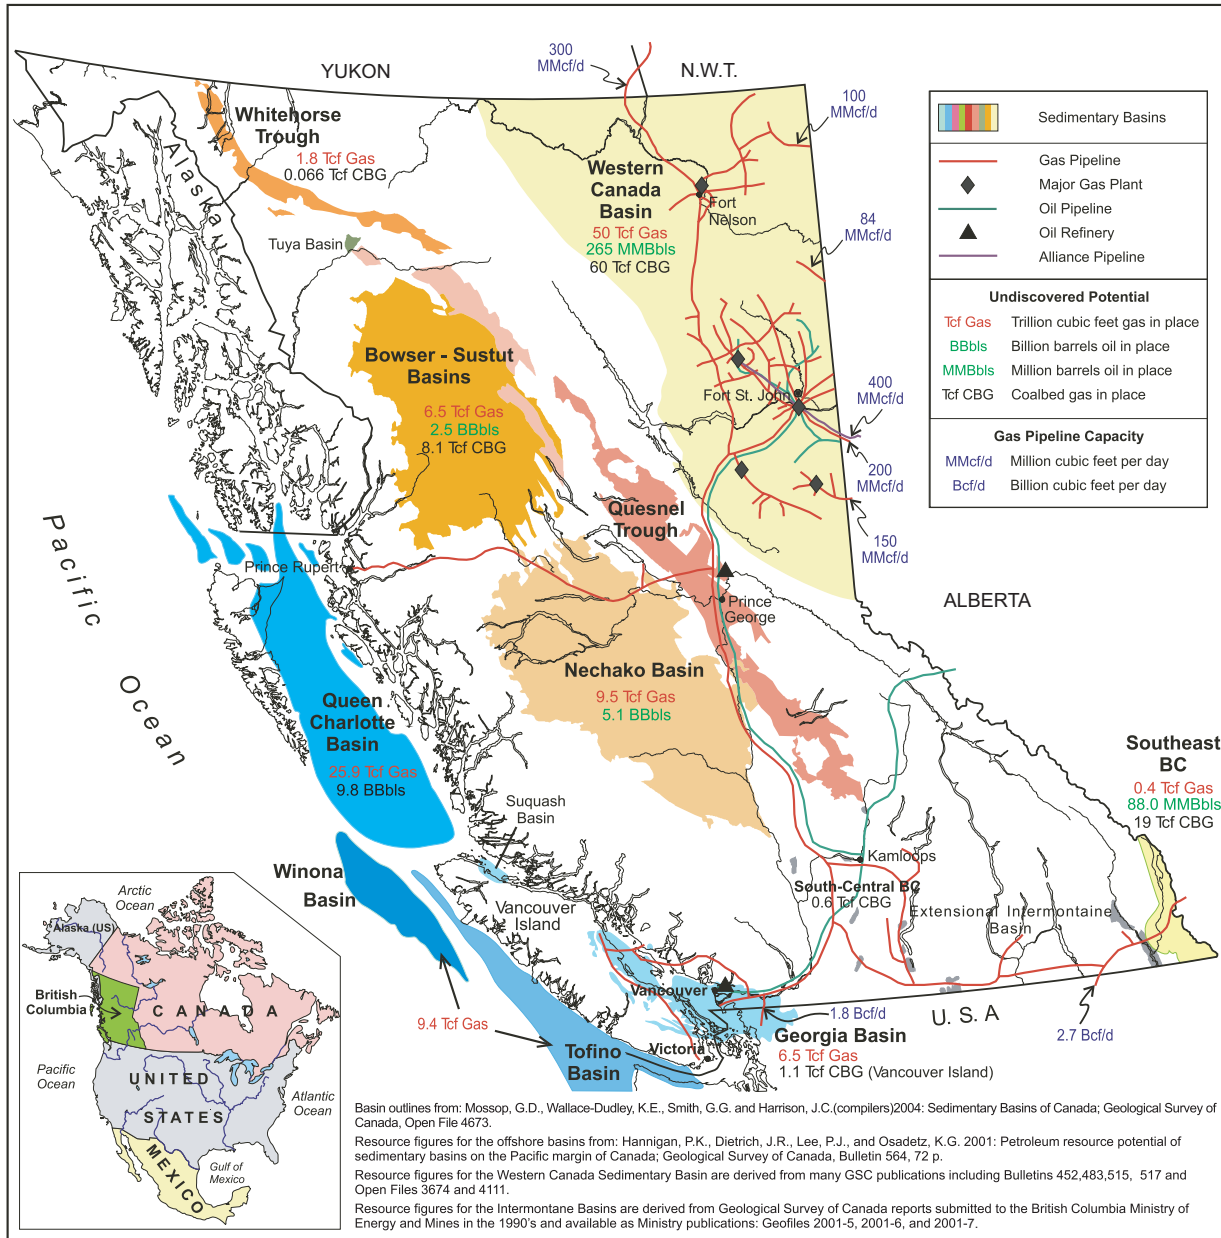 300
MMcf/d
YUKON
N.W.T.
100
MMcf/d
Whitehorse
Trough
1.8 Tcf Gas
0.066 Tcf CBG
Alaska
Tuya Basin
Western
Canada
Basin
50 Tcf Gas
265 MMBbls
60 Tcf CBG
Fort
Nelson
84
MMcf/d
Sedimentary Basins
Gas Pipeline
Major Gas Plant
Oil Pipeline
Oil Refinery
Alliance Pipeline
Undiscovered Potential
Tcf Gas Trillion cubic feet gas in place
BBbls Billion barrels oil in place
MMBbls Million barrels oil in place
Tcf CBG Coalbed gas in place
Gas Pipeline Capacity
MMcf/d Million cubic feet per day
Bcf/d Billion cubic feet per day
Bowser - Sustut
Basins
6.5 Tcf Gas
2.5 BBbls
8.1 Tcf CBG
Fort St. John
400
MMcf/d
200
MMcf/d
150
MMcf/d
Quesnel
Trough
Pacific
Ocean
Prince Rupert
Prince
George
ALBERTA
Nechako Basin
9.5 Tcf Gas
5.1 BBbls
Queen
Charlotte
Basin
25.9 Tcf Gas
9.8 BBbls
Southeast
BC
0.4 Tcf Gas
88.0 MMBbls
19 Tcf CBG
Suquash
Basin
Winona
Basin
Vancouver
Island
Kamloops
South-Central BC
0.6 Tcf CBG
Extensional Intermontaine
Basin
Vancouver
1.8 Bcf/d
U. S. A
2.7 Bcf/d
9.4 Tcf Gas
Tofino
Basin
Victoria
Georgia Basin
6.5 Tcf Gas
1.1 Tcf CBG (Vancouver Island)
Arctic
Ocean
Alaska(US)
British
Columbia
CANADA
Pacific
Ocean
UNITED
STATES
Atlantic
Ocean
MEXICO
Gulf of
Mexico
Basin outlines from: Mossop, G.D., Wallace-Dudley, K.E., Smith, G.G. and Harrison, J.C.(compilers)2004: Sedimentary Basins of Canada; Geological Survey of
Canada, Open File 4673.
Resource figures for the offshore basins from: Hannigan, P.K., Dietrich, J.R., Lee, P.J., and Osadetz, K.G. 2001: Petroleum resource potential of
sedimentary basins on the Pacific margin of Canada; Geological Survey of Canada, Bulletin 564, 72 p.
Resource figures for the Western Canada Sedimentary Basin are derived from many GSC publications including Bulletins 452,483,515, 517 and
Open Files 3674 and 4111.
Resource figures for the Intermontane Basins are derived from Geological Survey of Canada reports submitted to the British Columbia Ministry of
Energy and Mines in the 1990's and available as Ministry publications: Geofiles 2001-5, 2001-6, and 2001-7.